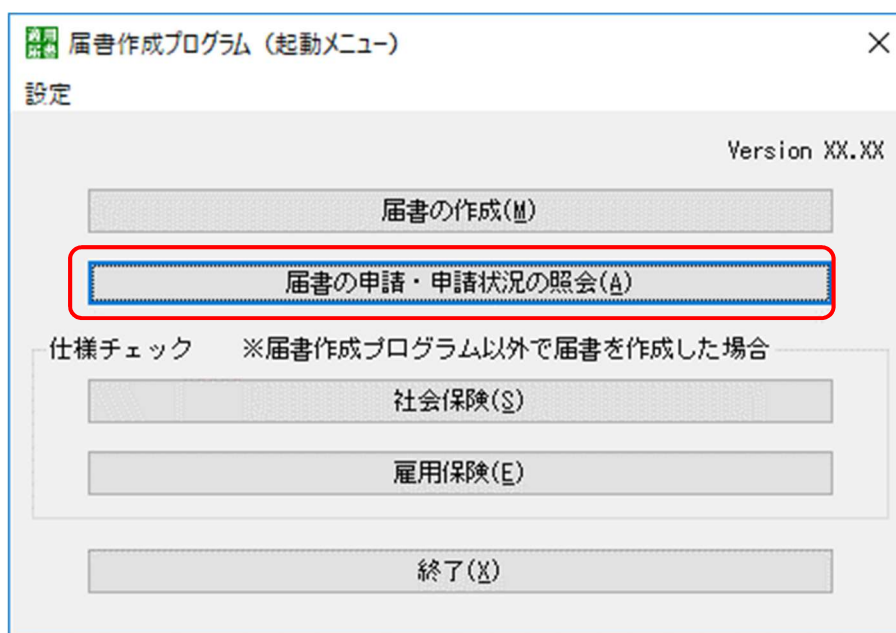 届書作成プログラム（起動メニュー）
設定
Version XX.XX
届書の作成(M)
届書の申請・申請状況の照会(A)
仕様チェック　※届書作成プログラム以外で届書を作成した場合
社会保険(S)
雇用保険(E)
終了(X)